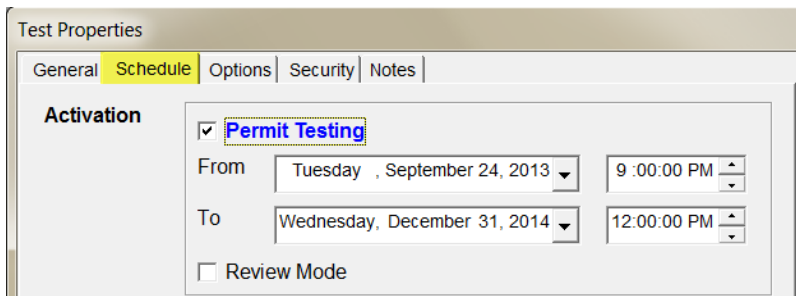 Test Properties
General Schedule Options Security Notes
Activation
Permit Testing
From Tuesday , September 24, 2013 9 :00:00 PM
To Wednesday, December 31, 2014 12:00:00 PM
Review Mode